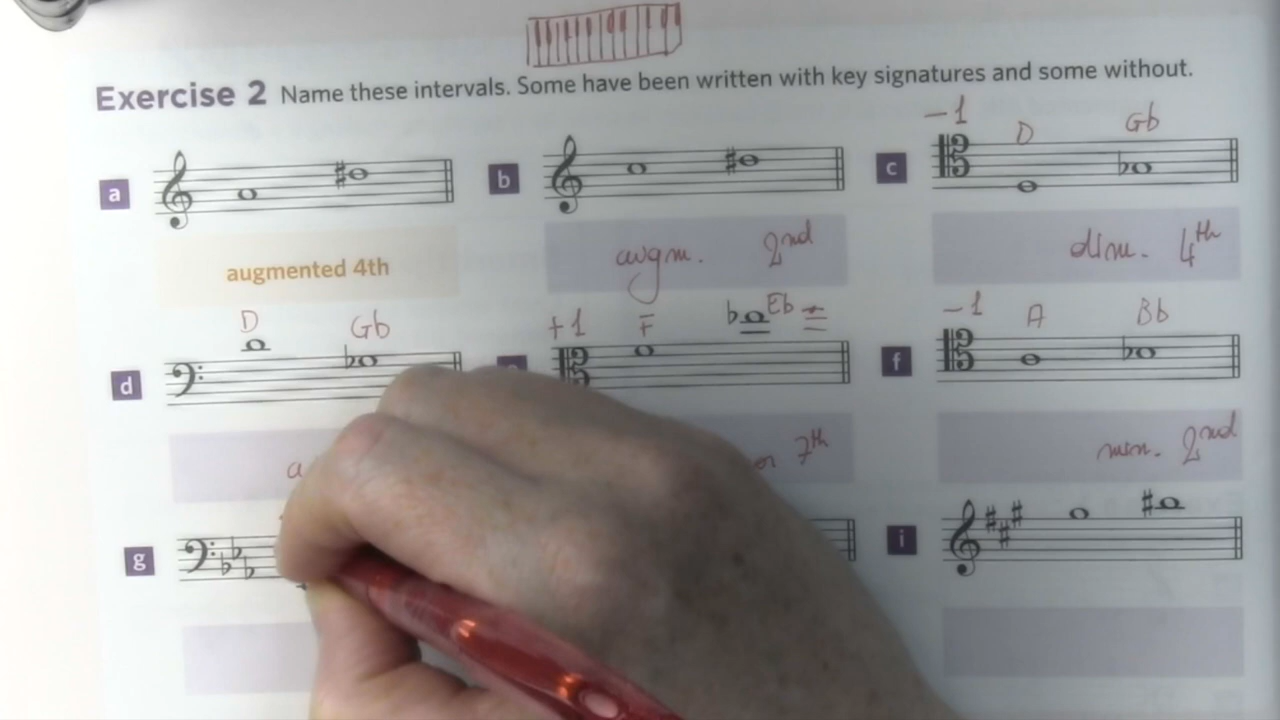 Exercise 2 Name these intervals. Some have been written with key signatures and some without.
a
b
c
-1 D Gb
augmented 4th
augm. 2nd
dim. 4th
d
D Gb
+1 F Eb
f
-1 A Bb
a
7th
min. 2nd
g
i